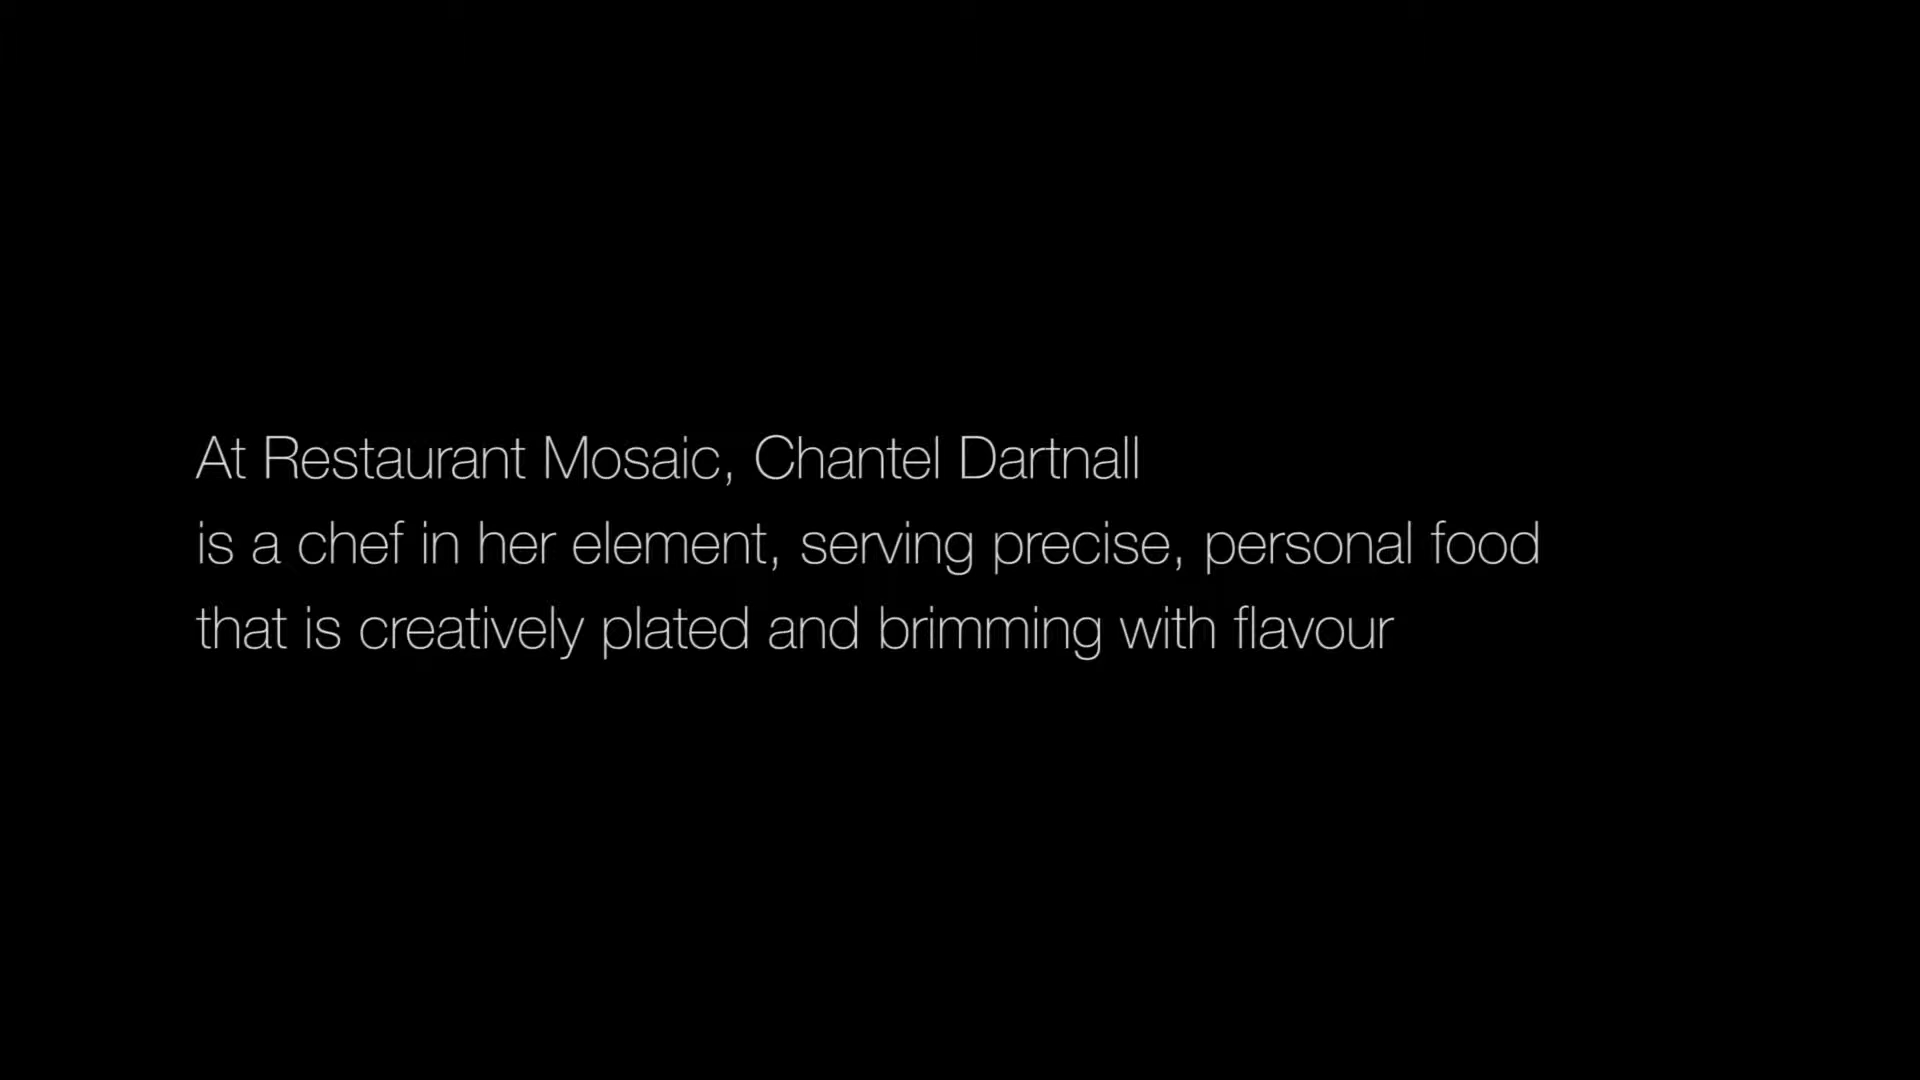 At Restaurant Mosaic, Chantel Dartnall
is a chef in her element, serving precise, personal food
that is creatively plated and brimming with flavour